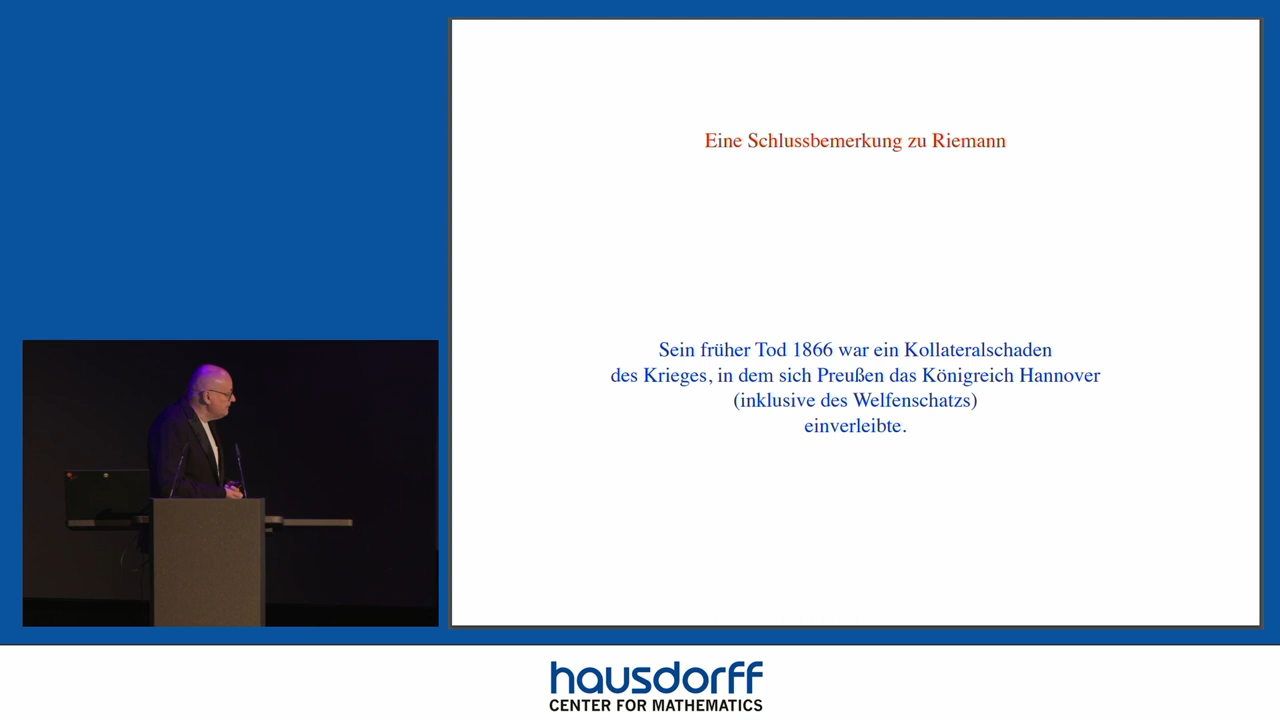 Eine Schlussbemerkung zu Riemann
Sein früher Tod 1866 war ein Kollateralschaden
des Krieges, in dem sich Preußen das Königreich Hannover
(inklusive des Welfenschatzs)
einverleibte.
hausdorff
CENTER FOR MATHEMATICS